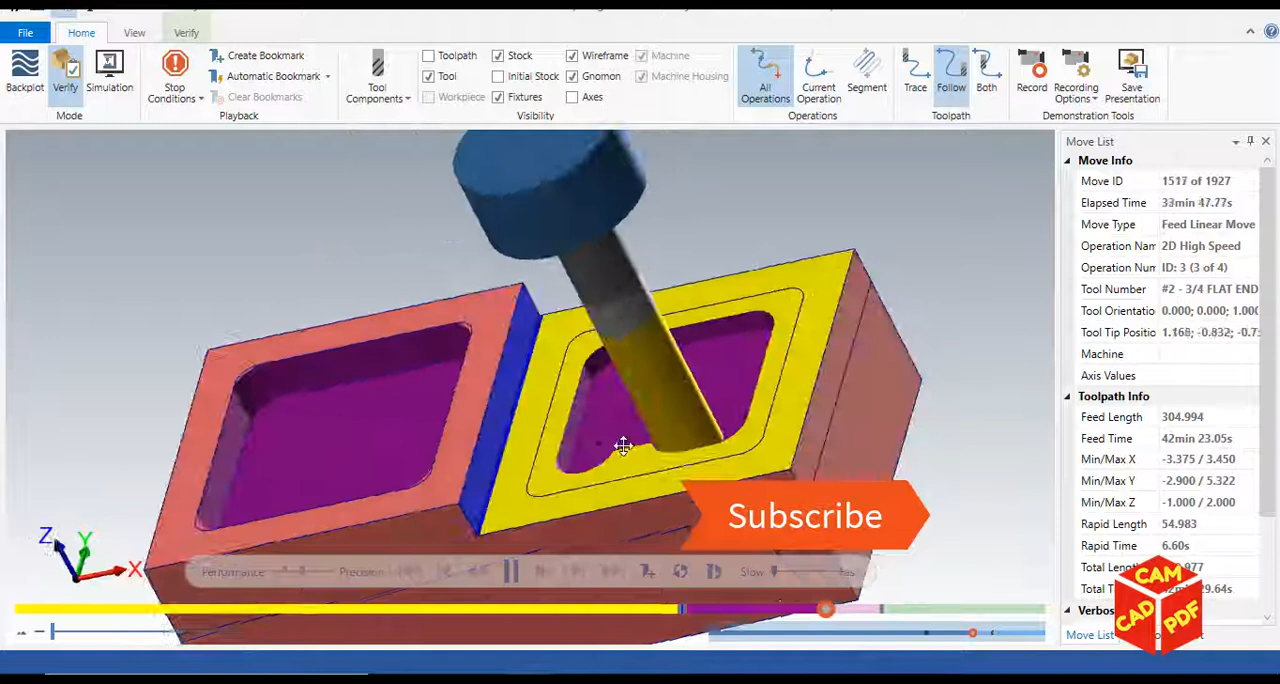 File Home View Verify
Backplot Verify Simulation
Mode
Stop Conditions
Create Bookmark
Automatic Bookmark
Clear Bookmarks
Playback
Tool Components
Toolpath Stock Wireframe Machine
Tool Initial Stock Gnomon Machine Housing
Workpiece Fixtures Axes
Visibility
All Operations
Current Operation
Segment
Operations
Trace Follow Both
Toolpath
Record
Recording Options
Save Presentation
Demonstration Tools
Move List
Move Info
Move ID 1517 of 1927
Elapsed Time 33min 47.77s
Move Type Feed Linear Move
Operation Nam 2D High Speed
Operation Num ID: 3 (3 of 4)
Tool Number #2 - 3/4 FLAT END
Tool Orientatio 0.000; 0.000; 1.000
Tool Tip Positio 1.168; -0.832; -0.7
Machine
Axis Values
Toolpath Info
Feed Length 304.994
Feed Time 42min 23.05s
Min/Max X -3.375 / 3.450
Min/Max Y -2.900 / 5.322
Min/Max Z -1.000 / 2.000
Rapid Length 54.983
Rapid Time 6.60s
Total Leng
Total T 29.64s
Verbos
Move List
Subscribe
Performance Precision Slow Fas
Z Y X
CAM
CAD PDF